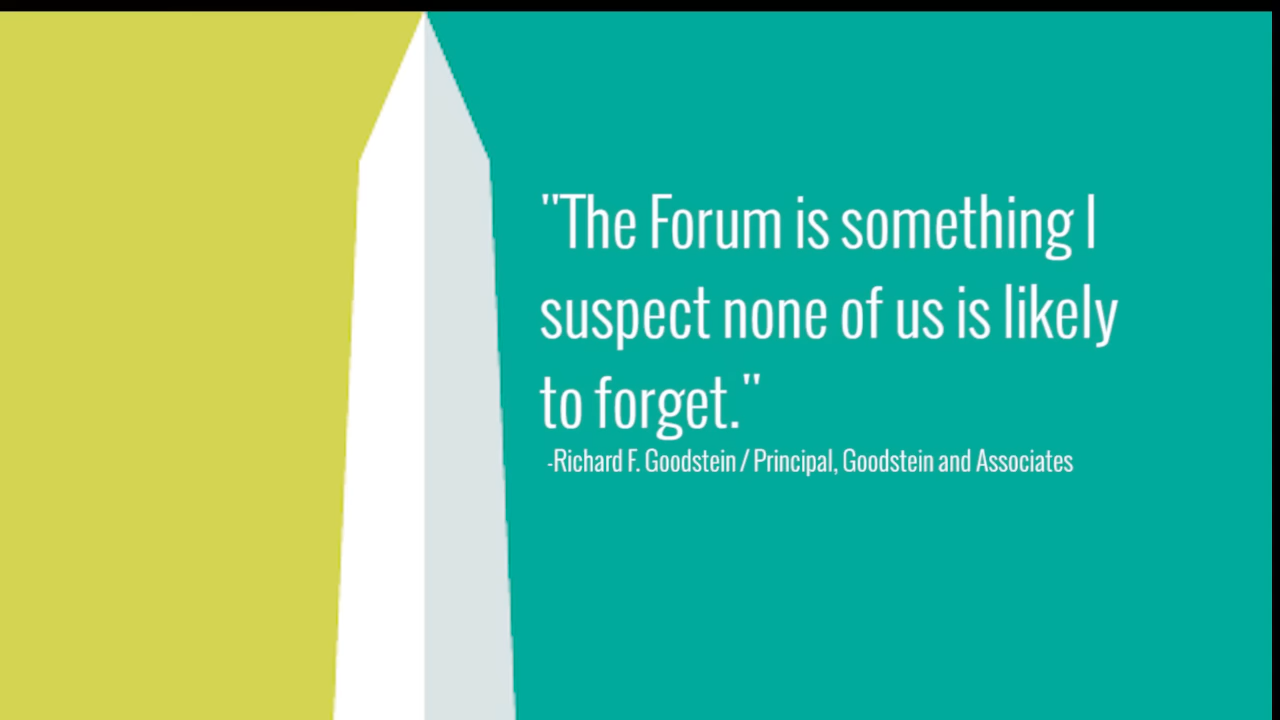 "The Forum is something I
suspect none of us is likely
to forget."
-Richard F. Goodstein / Principal, Goodstein and Associates